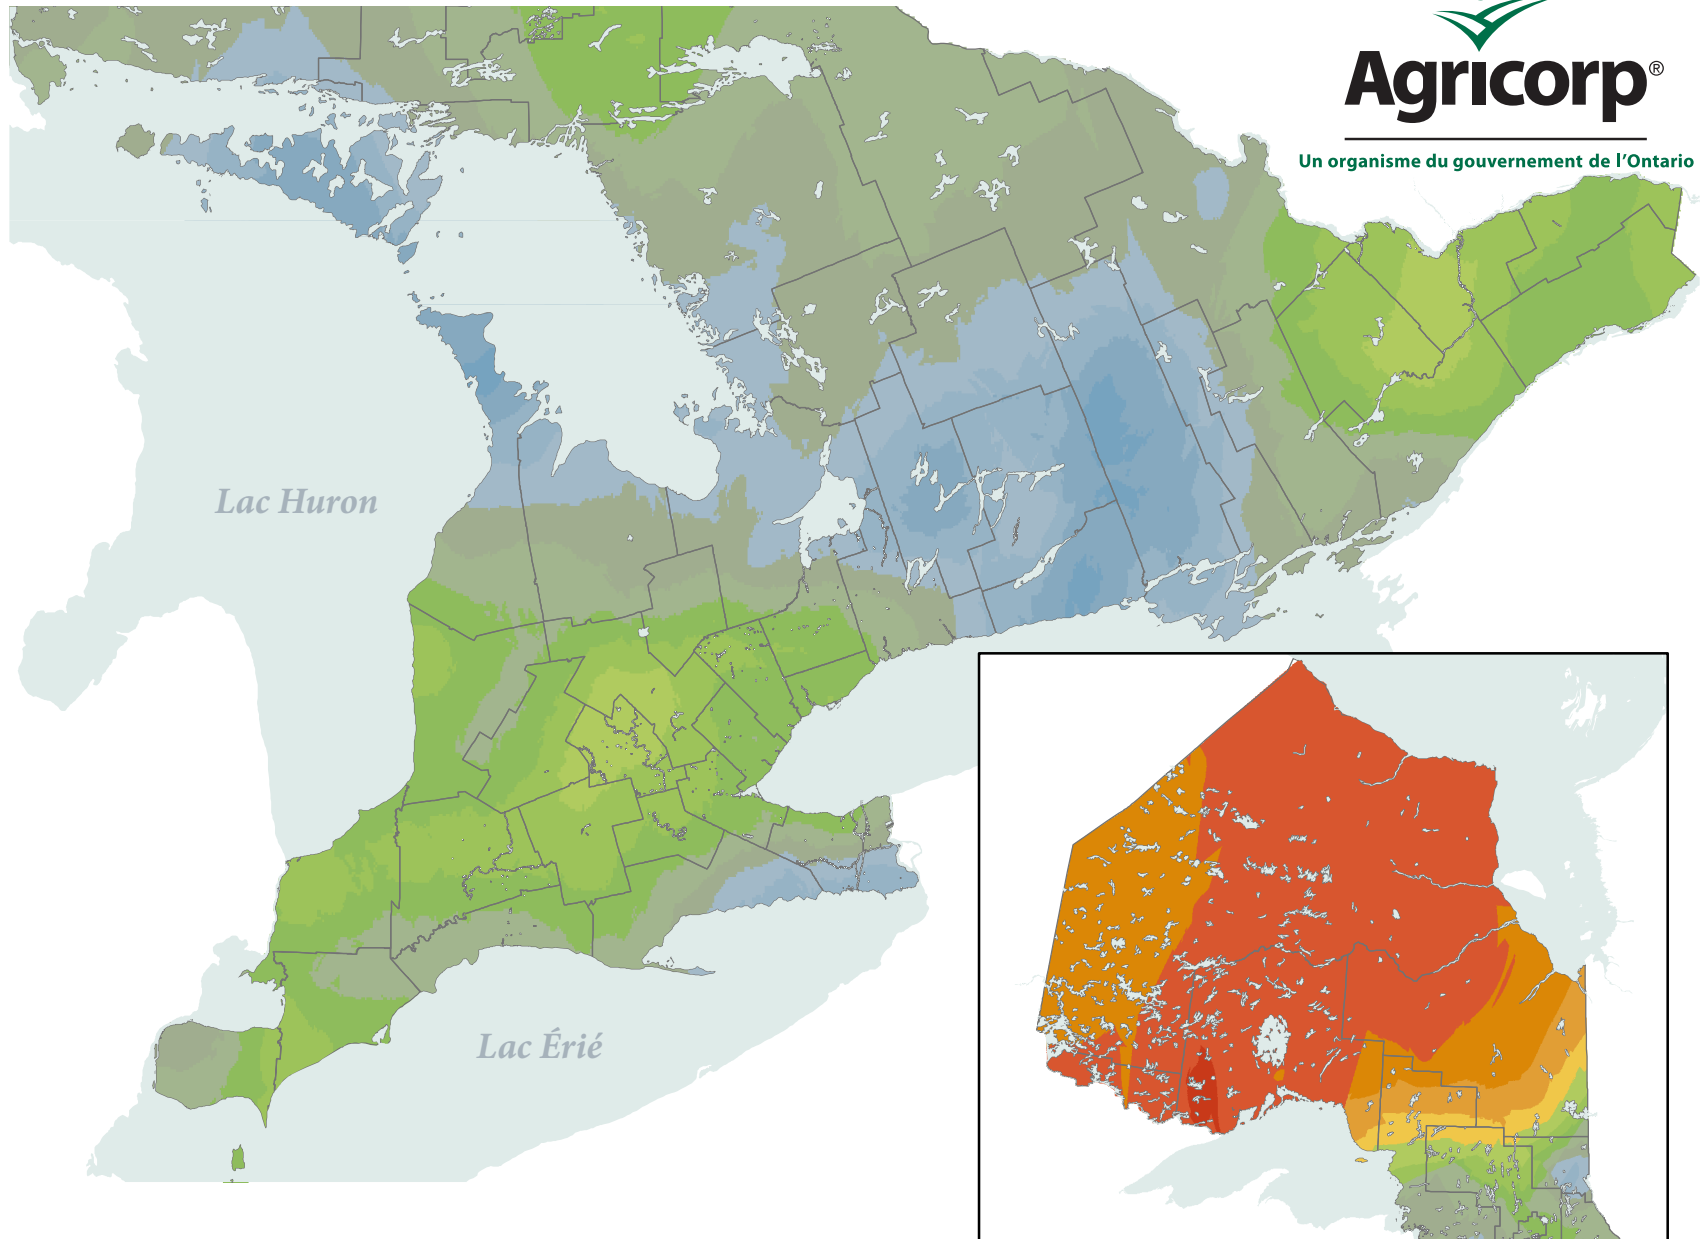 Agricorp®
Un organisme du gouvernement de l'Ontario
Lac Huron
Lac Érié